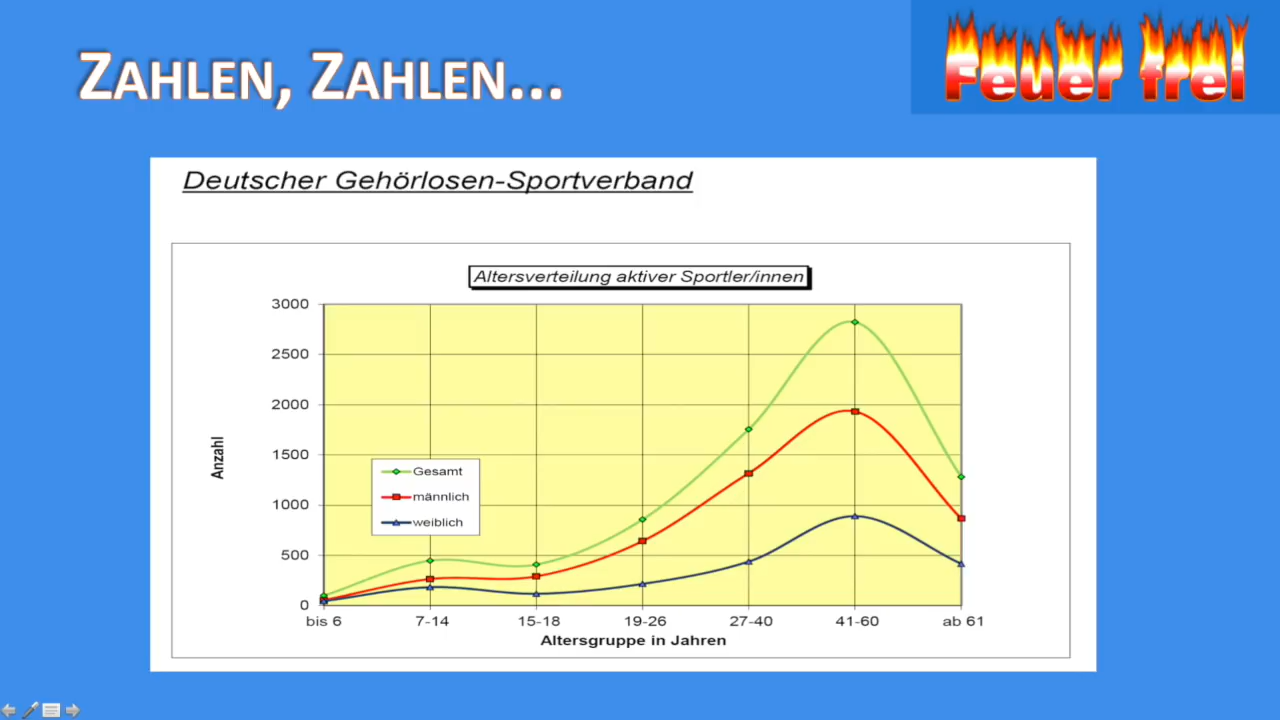 ZAHLEN, ZAHLEN...
Feuer frei
Deutscher Gehörlosen-Sportverband
Altersverteilung aktiver Sportler/innen
3000
2500
2000
1500
1000
500
0
Anzahl
Gesamt
männlich
weiblich
bis 6 7-14 15-18 19-26 27-40 41-60 ab 61
Altersgruppe in Jahren